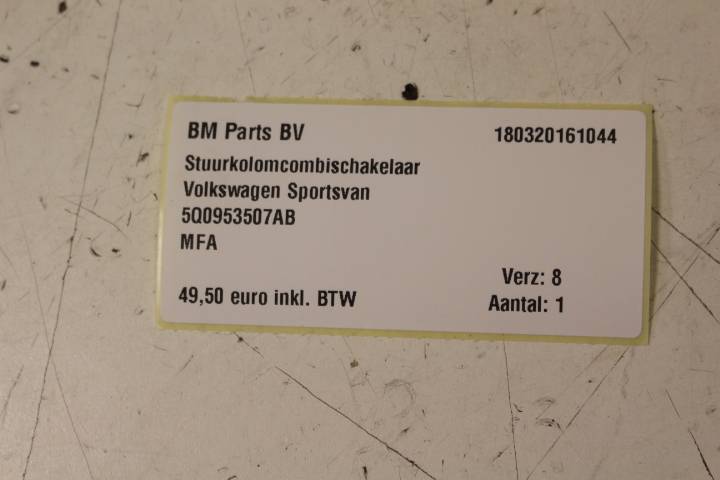 BM Parts BV 180320161044
Stuurkolomcombischakelaar
Volkswagen Sportsvan
5Q0953507AB
MFA
Verz: 8
49,50 euro inkl. BTW Aantal: 1